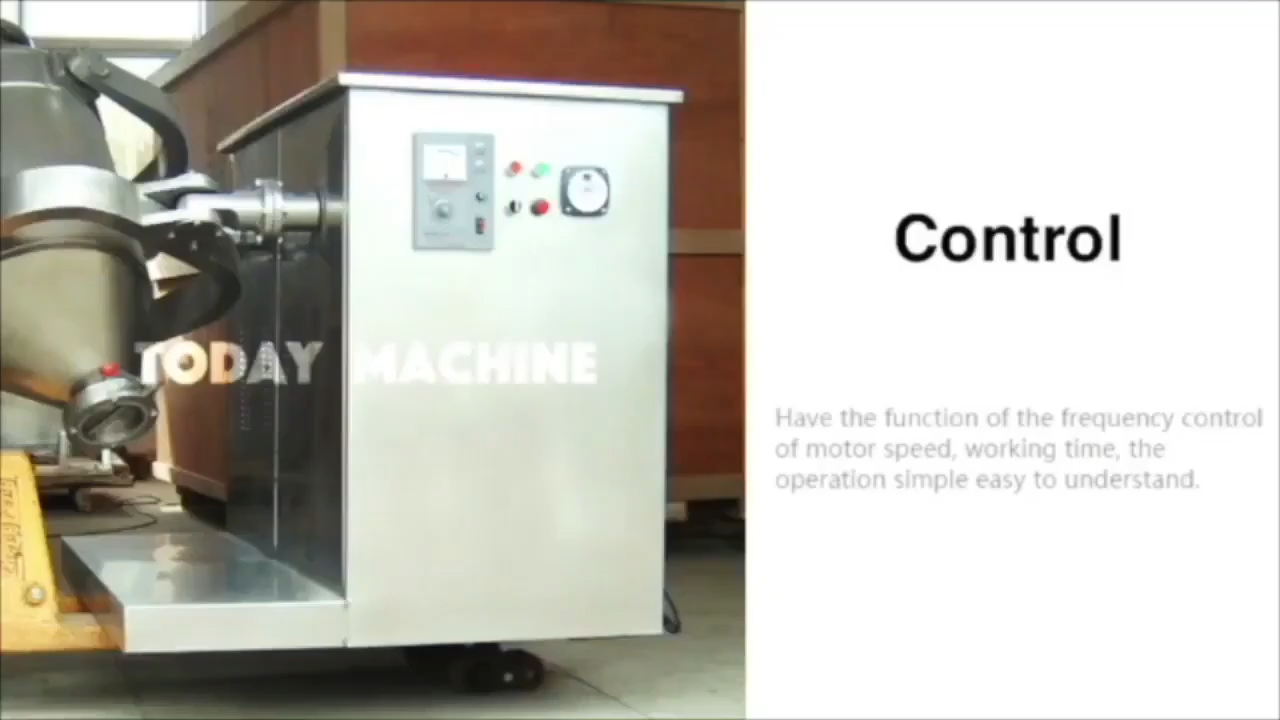 TODAY MACHINE
Control
Have the function of the frequency control
of motor speed, working time, the
operation simple easy to understand.